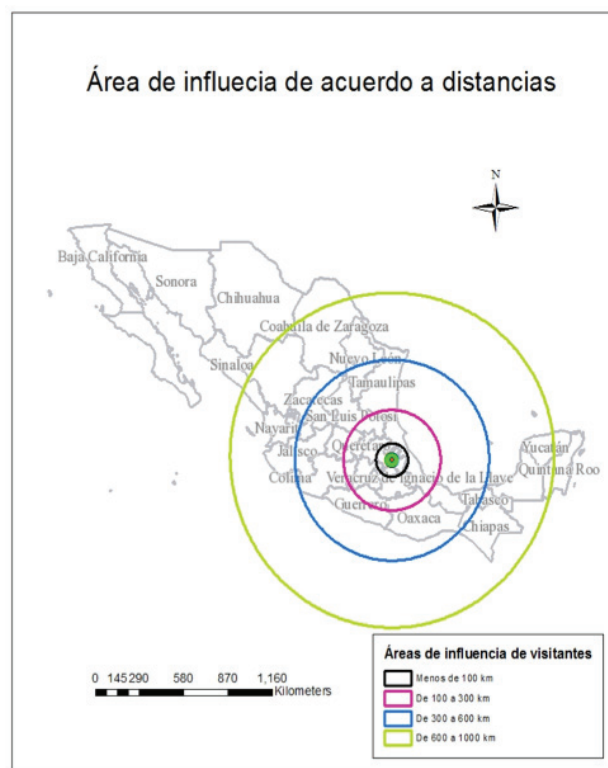 Área de influecia de acuerdo a distancias
N
Baja California
Sonora
Chihuahua
Coahuila de Zaragoza
Sinaloa
Nuevo León
Tamaulipas
Zacatecas
San Luis Potosí
Nayarit
Jalisco
Querétaro
Yucatán
Quintana Roo
Colima
Veracruz de Ignacio de la Llave
Tabasco
Guerrero
Oaxaca
Chiapas
0 145 290 580 870 1,160
Kilometers
Áreas de influencia de visitantes
Menos de 100 km
De 100 a 300 km
De 300 a 600 km
De 600 a 1000 km